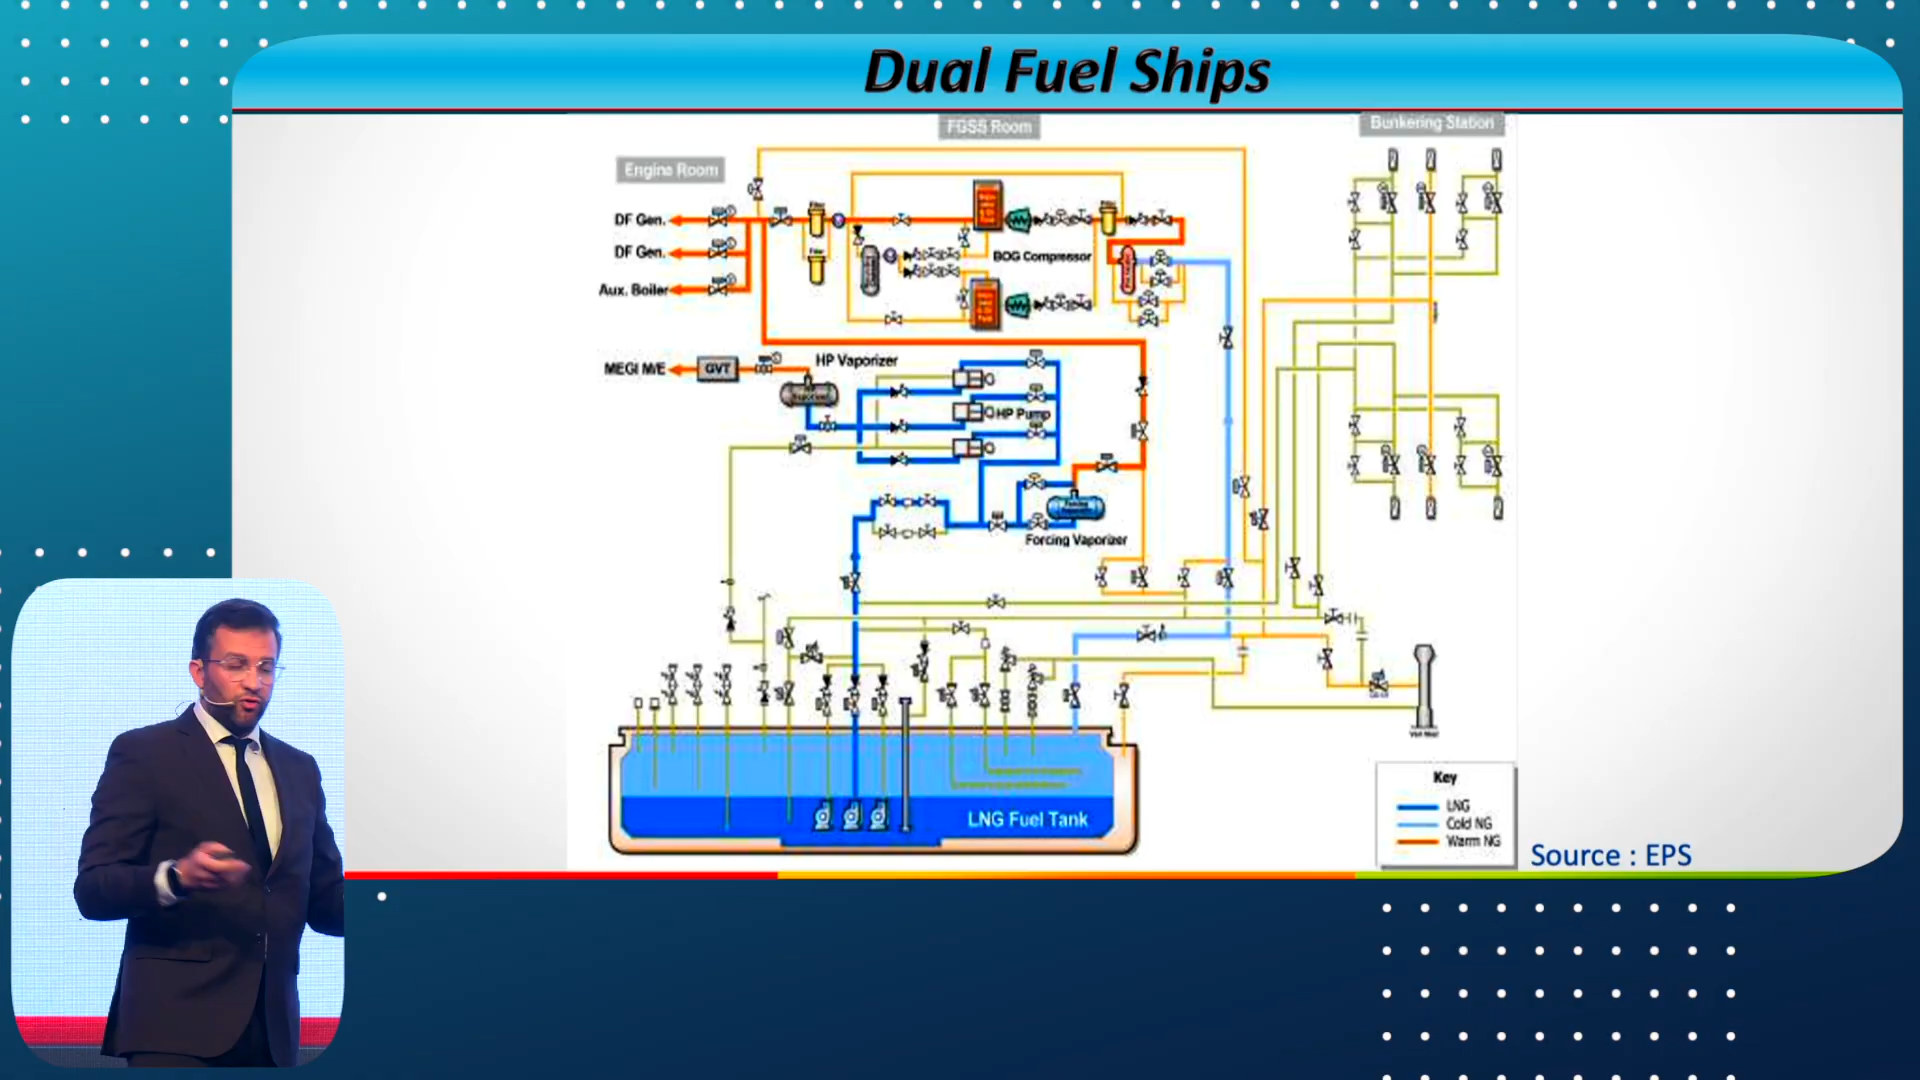 Dual Fuel Ships
FGSS Room
Bunkering Station
Engine Room
DF Gen.
DF Gen.
Aux. Boiler
BOG Compressor
MEGI M/E
GVT
HP Vaporizer
HP Pump
Forcing Vaporizer
LNG Fuel Tank
Key
LNG
Cold NG
Warm NG
Source : EPS